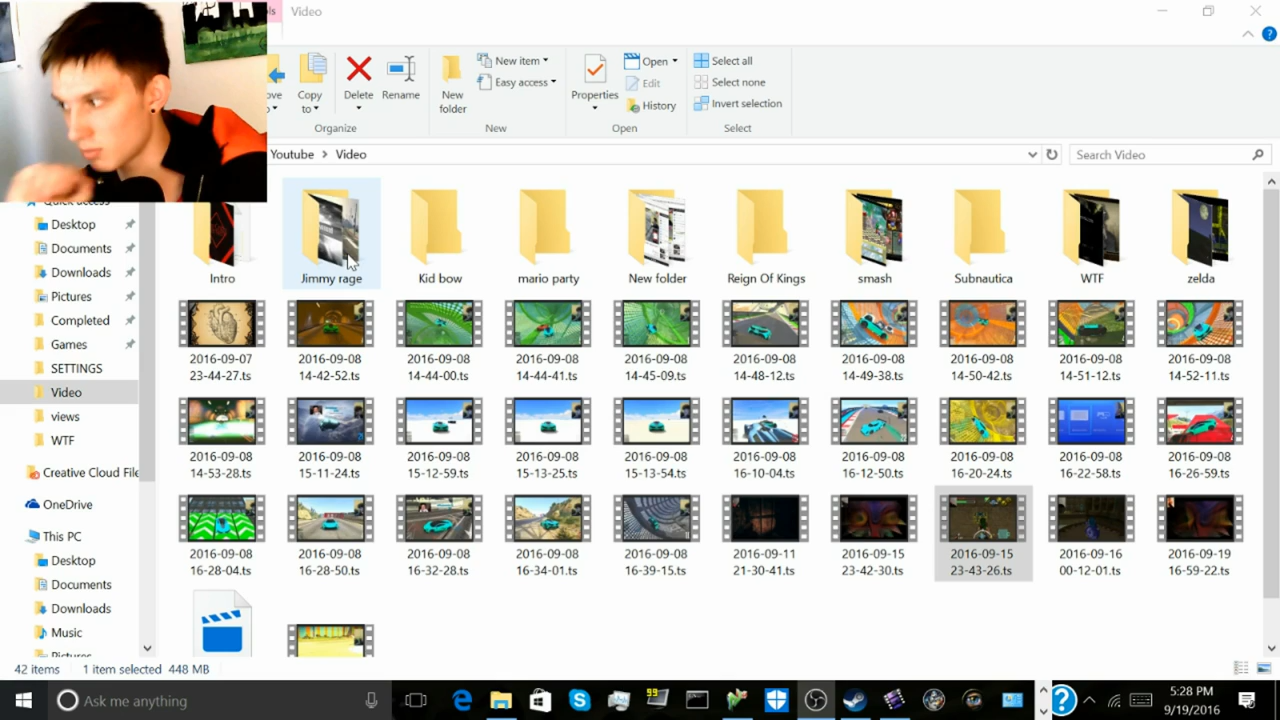 ls Video
Copy to
Delete
Rename
New folder
New item
Easy access
Properties
Open
Edit
History
Select all
Select none
Invert selection
Organize New Open Select
Youtube > Video
Search Video
Desktop
Documents
Downloads
Pictures
Completed
Games
SETTINGS
Video
views
WTF
Creative Cloud File
OneDrive
This PC
Desktop
Documents
Downloads
Music
Intro Jimmy rage Kid bow mario party New folder Reign Of Kings smash Subnautica WTF zelda
2016-09-07 2016-09-08 2016-09-08 2016-09-08 2016-09-08 2016-09-08 2016-09-08 2016-09-08 2016-09-08 2016-09-08
23-44-27.ts 14-42-52.ts 14-44-00.ts 14-44-41.ts 14-45-09.ts 14-48-12.ts 14-49-38.ts 14-50-42.ts 14-51-12.ts 14-52-11.ts
2016-09-08 2016-09-08 2016-09-08 2016-09-08 2016-09-08 2016-09-08 2016-09-08 2016-09-08 2016-09-08 2016-09-08
14-53-28.ts 15-11-24.ts 15-12-59.ts 15-13-25.ts 15-13-54.ts 16-10-04.ts 16-12-50.ts 16-20-24.ts 16-22-58.ts 16-26-59.ts
2016-09-08 2016-09-08 2016-09-08 2016-09-08 2016-09-08 2016-09-11 2016-09-15 2016-09-15 2016-09-16 2016-09-19
16-28-04.ts 16-28-50.ts 16-32-28.ts 16-34-01.ts 16-39-15.ts 21-30-41.ts 23-42-30.ts 23-43-26.ts 00-12-01.ts 16-59-22.ts
42 items 1 item selected 448 MB
Ask me anything
99
5:28 PM
9/19/2016